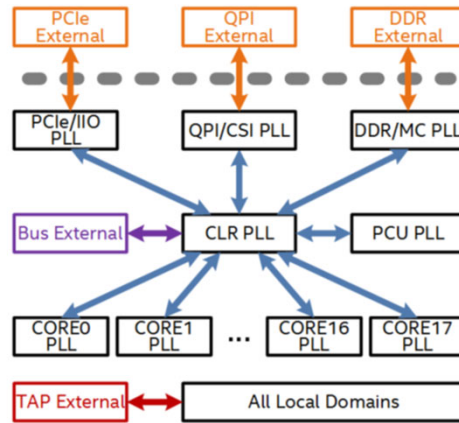 PCIe
External
QPI
External
DDR
External
PCIe/IIO
PLL
QPI/CSI PLL
DDR/MC PLL
Bus External
CLR PLL
PCU PLL
CORE0
PLL
CORE1
PLL
...
CORE16
PLL
CORE17
PLL
TAP External
All Local Domains